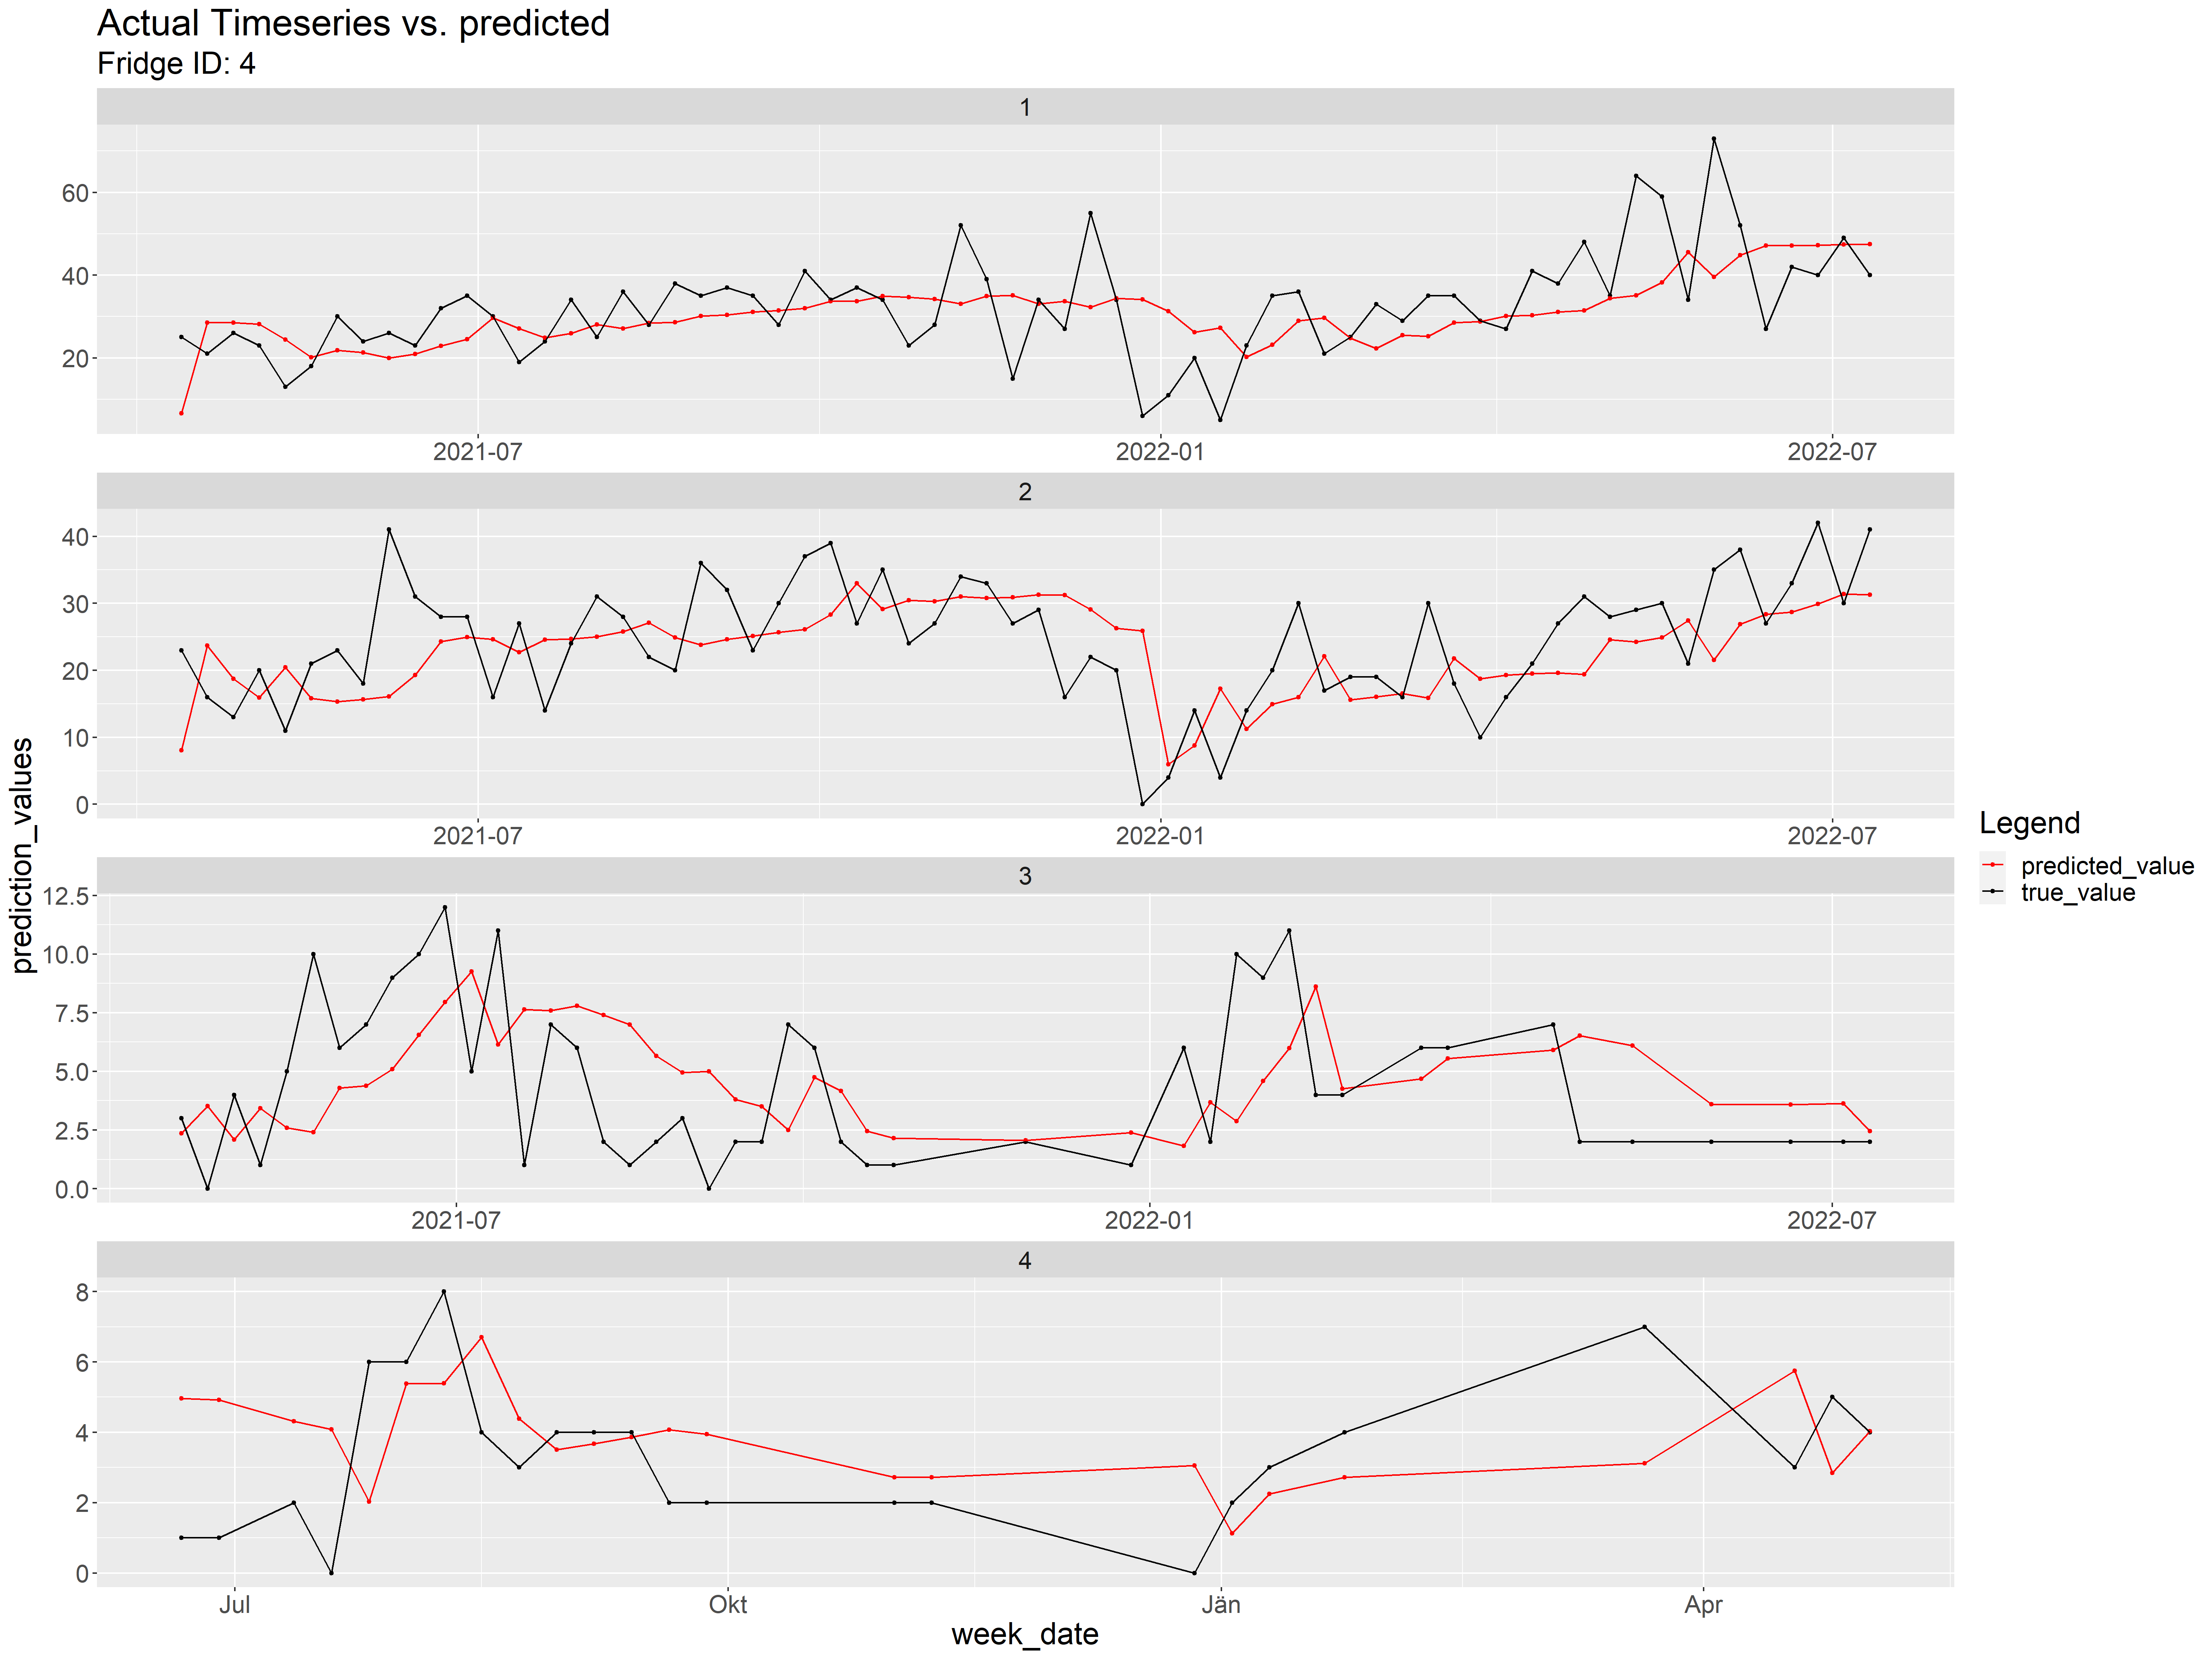 Actual Timeseries vs. predicted
Fridge ID: 4
1
60
40
20
2021-07 2022-01 2022-07
2
40
30
20
10
0
2021-07 2022-01 2022-07
3
12.5
10.0
7.5
5.0
2.5
0.0
2021-07 2022-01 2022-07
4
8
6
4
2
0
Jul Okt Jän Apr
week_date
prediction_values
Legend
predicted_value
true_value